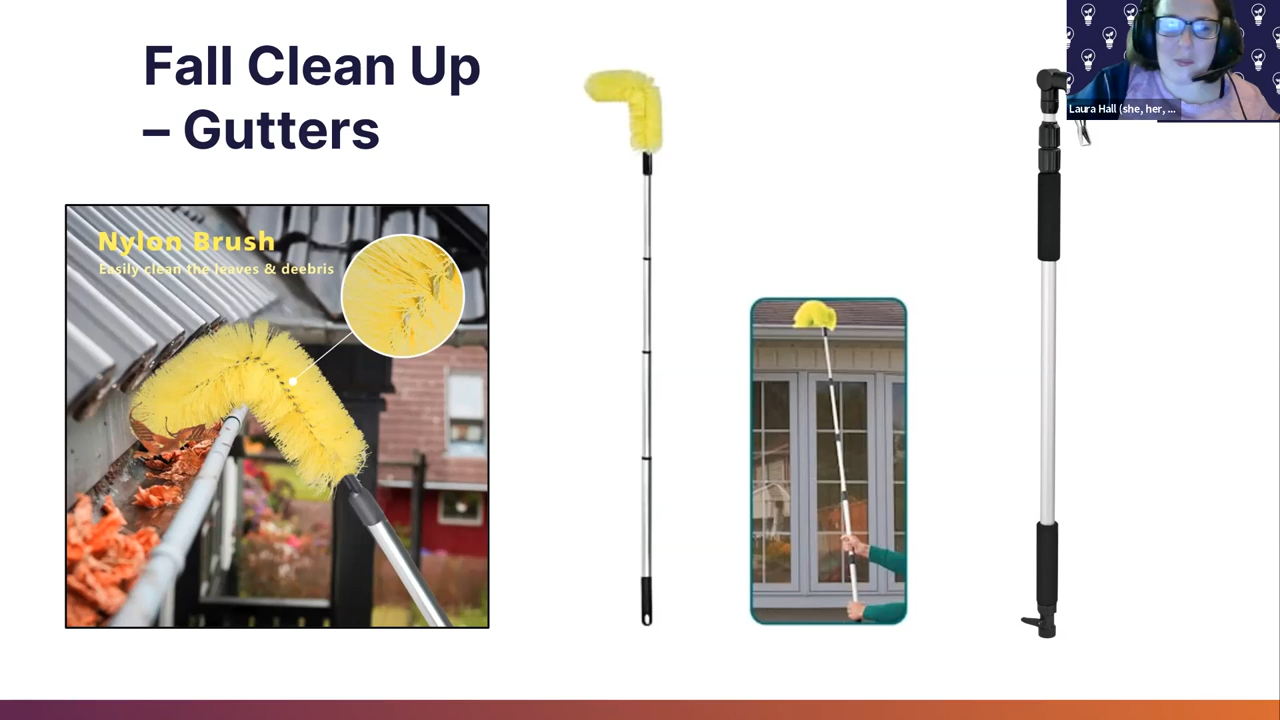 Fall Clean Up
– Gutters
Nylon Brush
Easily clean the leaves & deebris
Laura Hall (she, her, ...